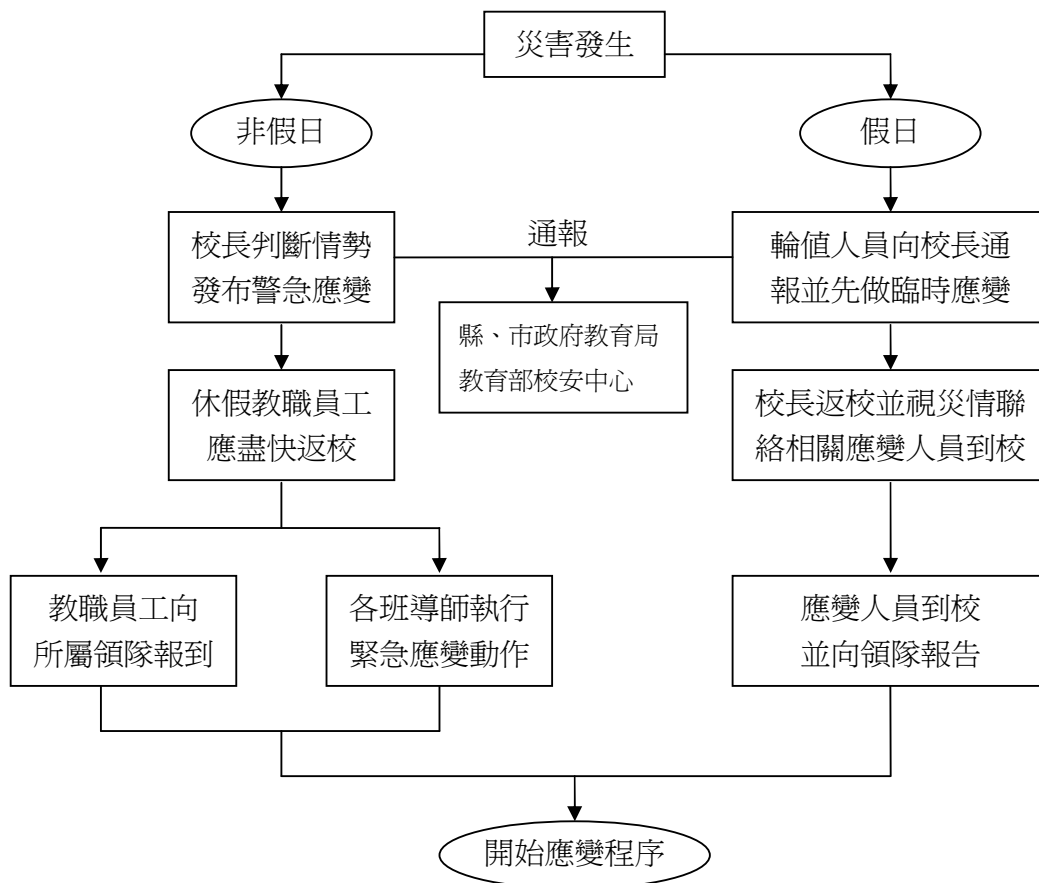 災害發生
非假日
假日
校長判斷情勢
發布警急應變
通報
輪值人員向校長通
報並先做臨時應變
縣、市政府教育局
教育部校安中心
休假教職員工
應盡快返校
校長返校並視災情聯
絡相關應變人員到校
教職員工向
所屬領隊報到
各班導師執行
緊急應變動作
應變人員到校
並向領隊報告
開始應變程序